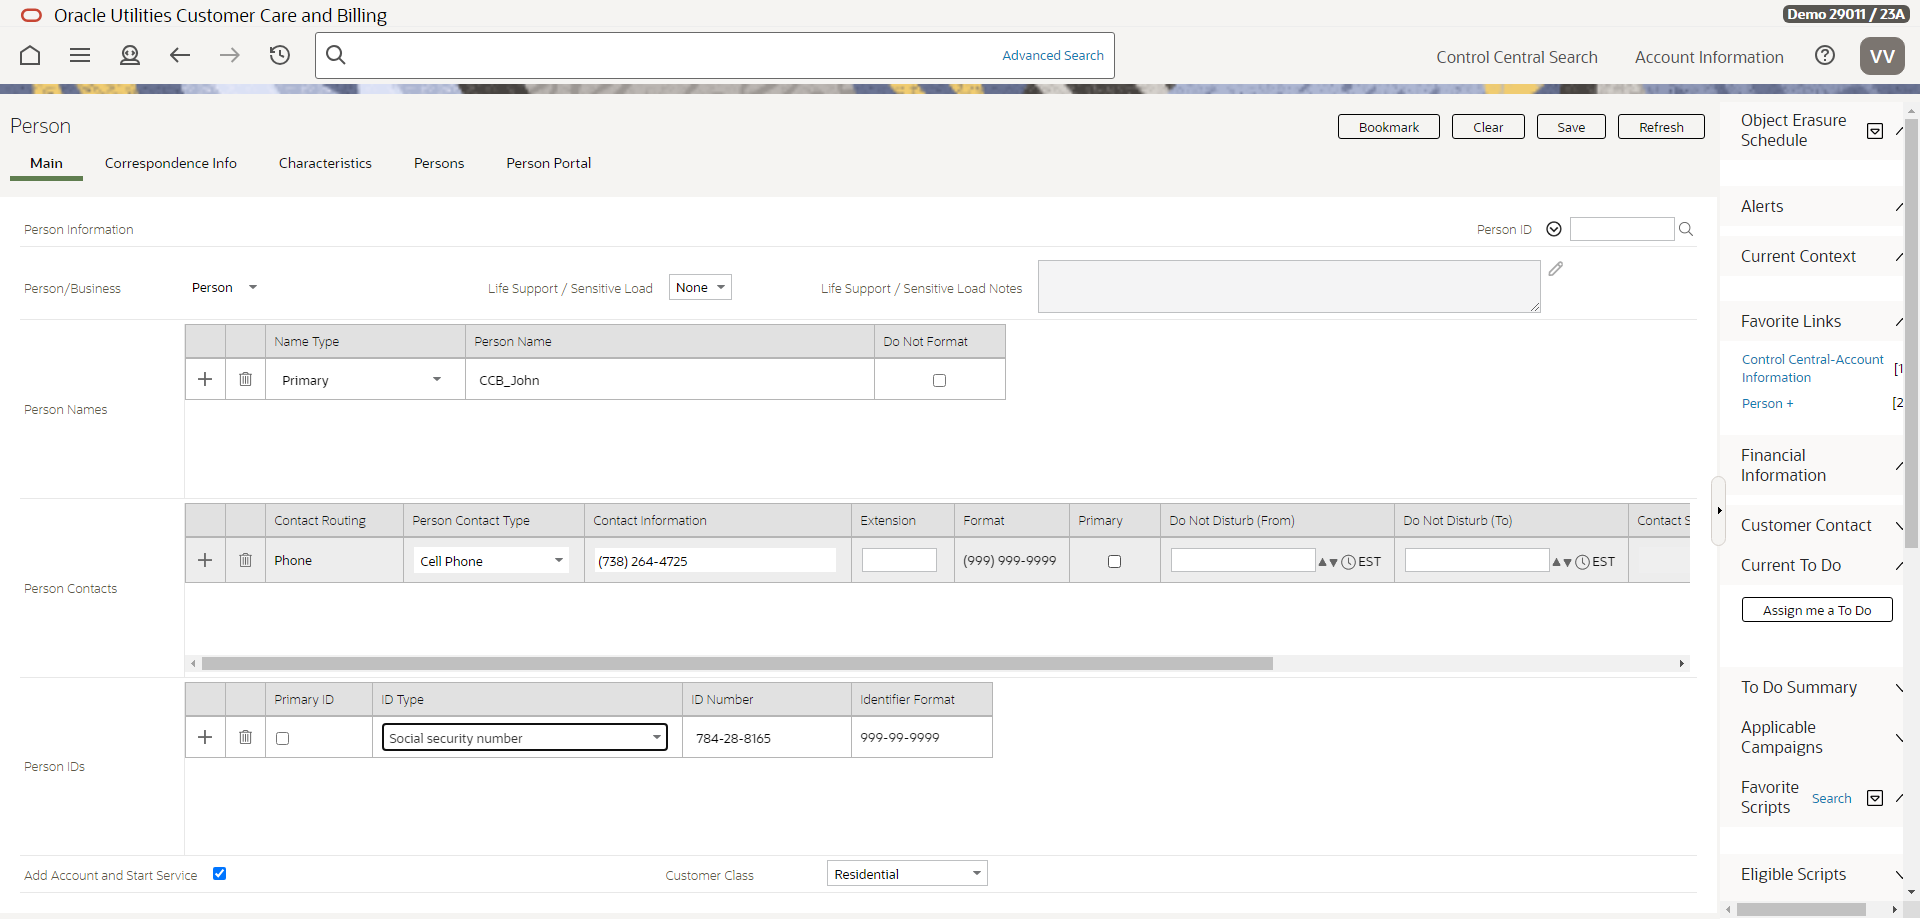 Oracle Utilities Customer Care and Billing
Demo 29011 / 23A
Advanced Search
Control Central Search
Account Information
VV
Person
Bookmark
Clear
Save
Refresh
Main
Correspondence Info
Characteristics
Persons
Person Portal
Person Information
Person ID
Person/Business
Person
Life Support / Sensitive Load
None
Life Support / Sensitive Load Notes
Person Names
Name Type
Person Name
Do Not Format
Primary
CCB_John
Person Contacts
Contact Routing
Person Contact Type
Contact Information
Extension
Format
Primary
Do Not Disturb (From)
Do Not Disturb (To)
Contact S
Phone
Cell Phone
(738) 264-4725
(999) 999-9999
EST
EST
Person IDs
Primary ID
ID Type
ID Number
Identifier Format
Social security number
784-28-8165
999-99-9999
Add Account and Start Service
Customer Class
Residential
Object Erasure
Schedule
Alerts
Current Context
Favorite Links
Control Central-Account
Information
[1
Person +
[2
Financial
Information
Customer Contact
Current To Do
Assign me a To Do
To Do Summary
Applicable
Campaigns
Favorite
Scripts
Search
Eligible Scripts